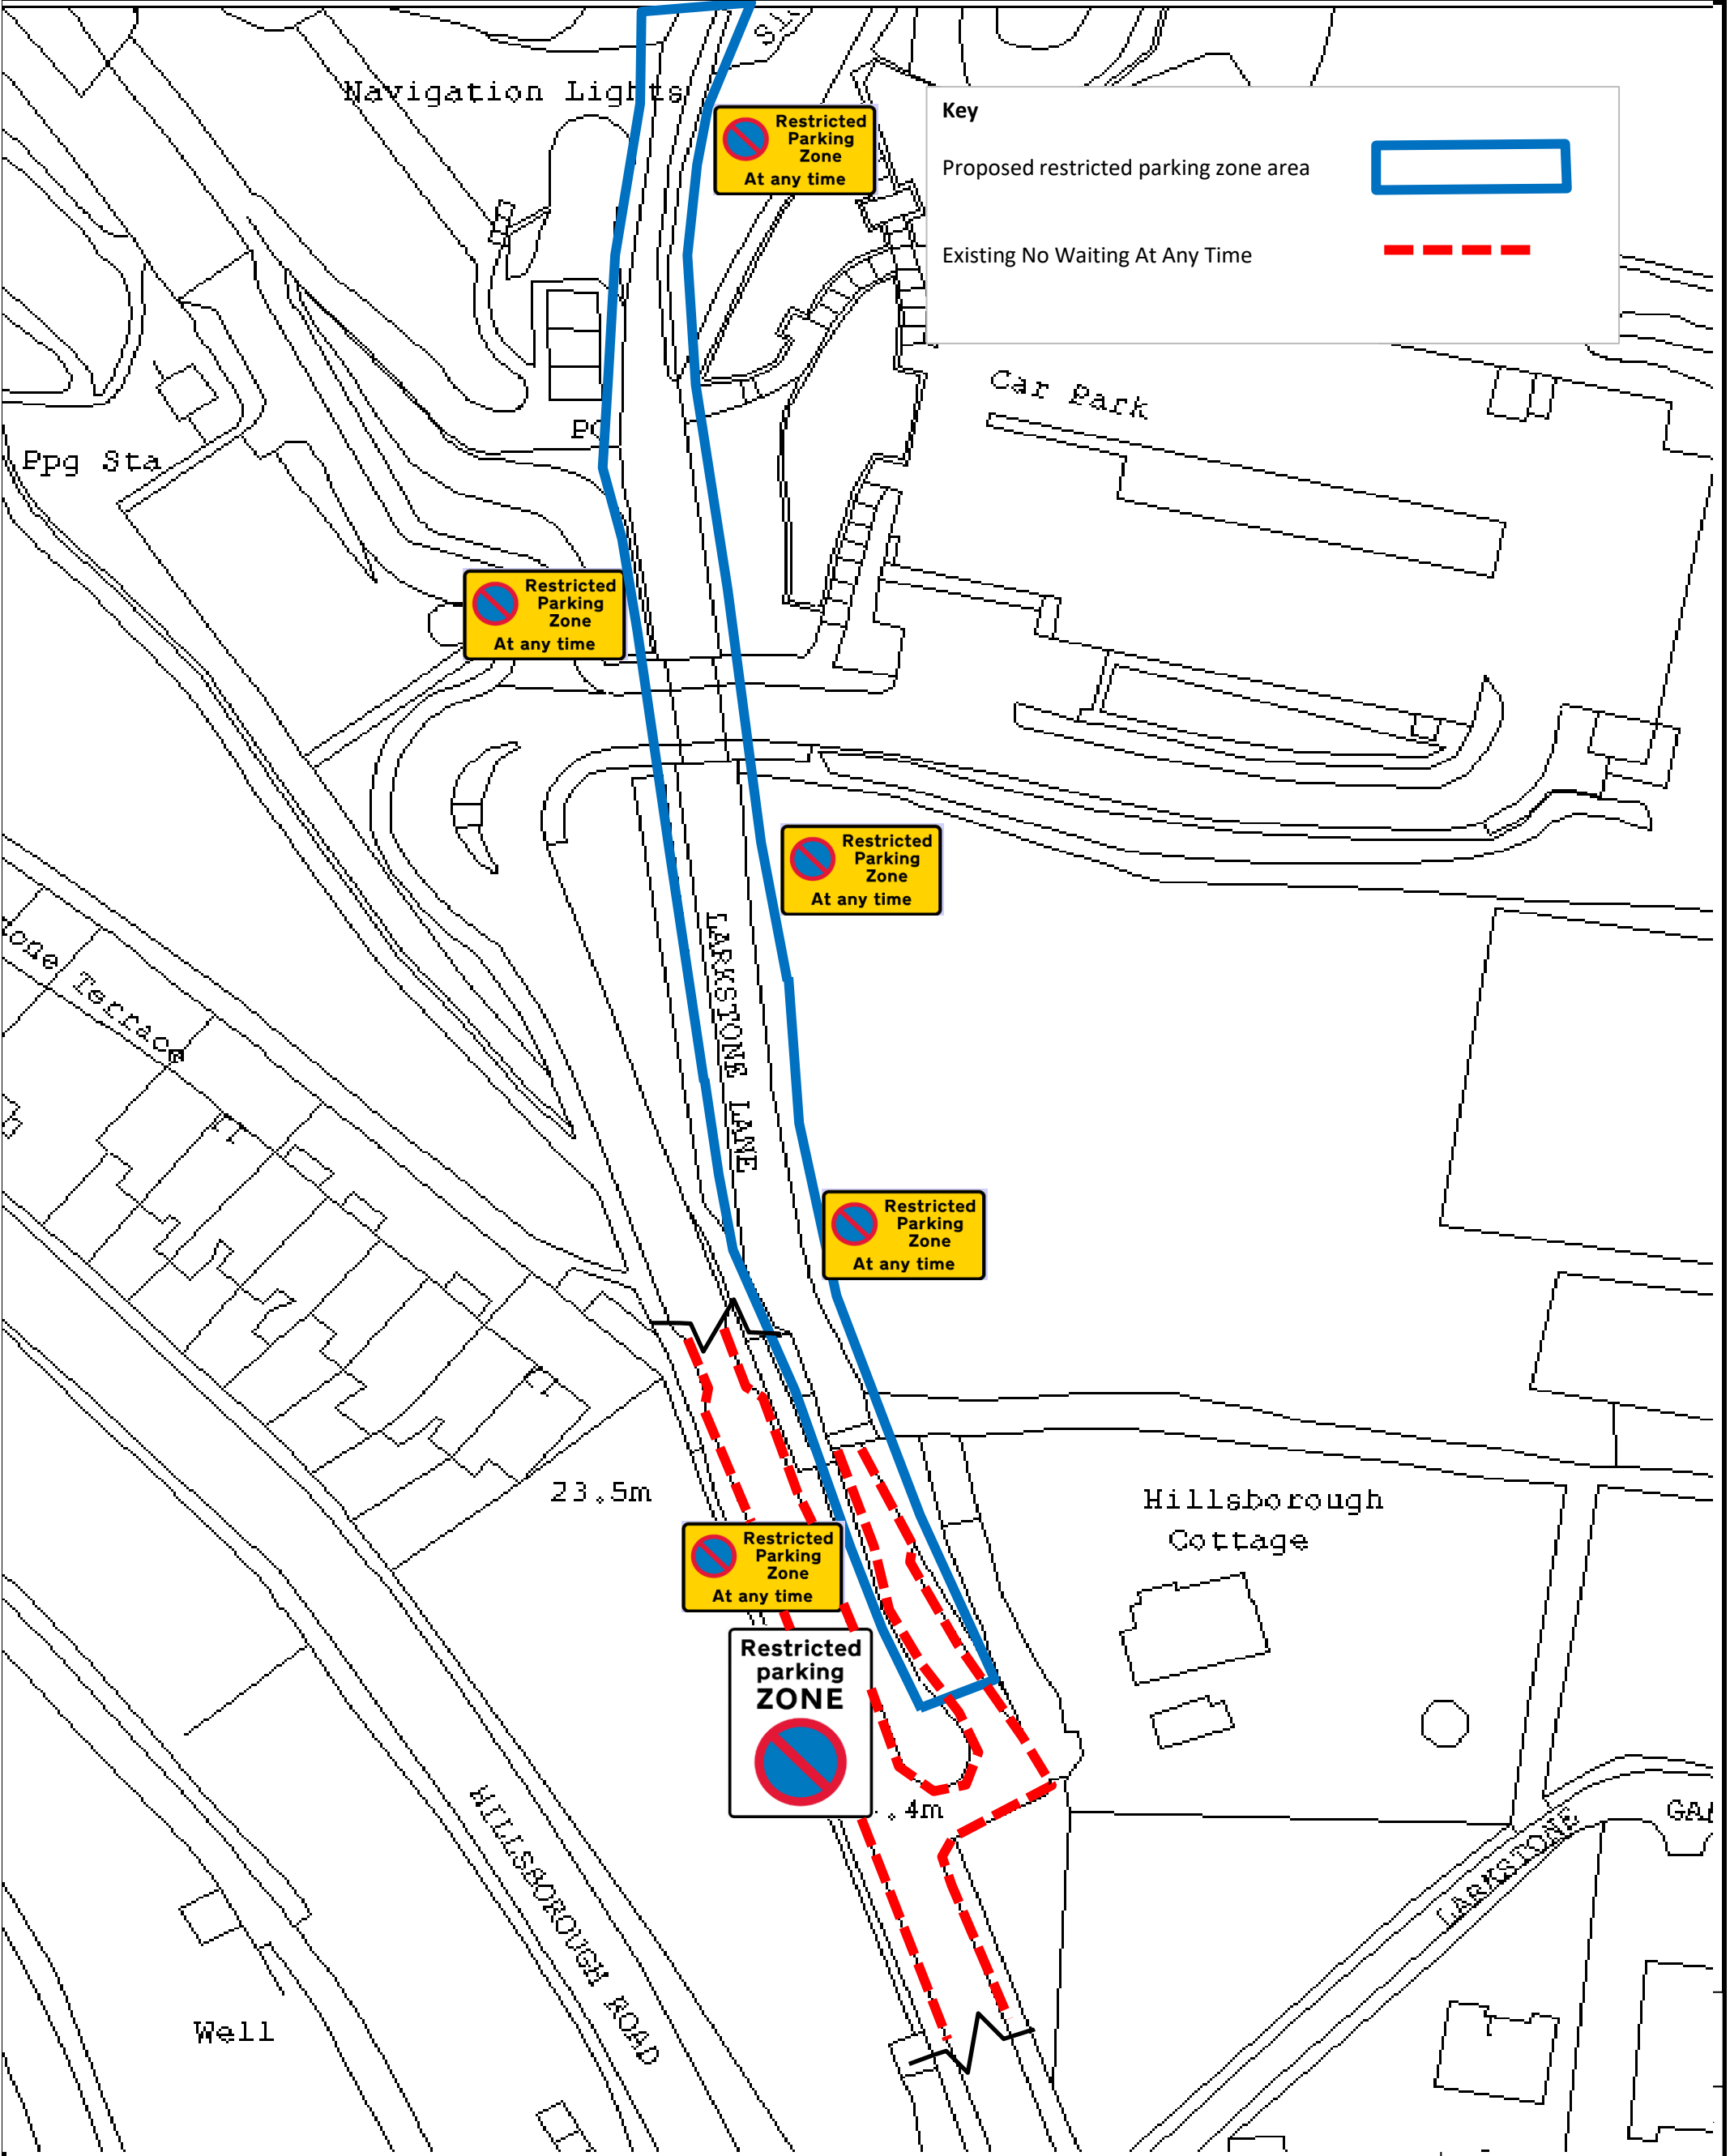 Navigation Lights
Restricted
Parking
Zone
At any time
Key
Proposed restricted parking zone area
Existing No Waiting At Any Time
Car Park
Ppg Sta
Restricted
Parking
Zone
At any time
Restricted
Parking
Zone
At any time
Terrace
LARKSTONE LANE
Restricted
Parking
Zone
At any time
23.5m
Hillsborough
Cottage
Restricted
Parking
Zone
At any time
Restricted
parking
ZONE
.4m
HILLSBOROUGH ROAD
LARKSTONE
Well